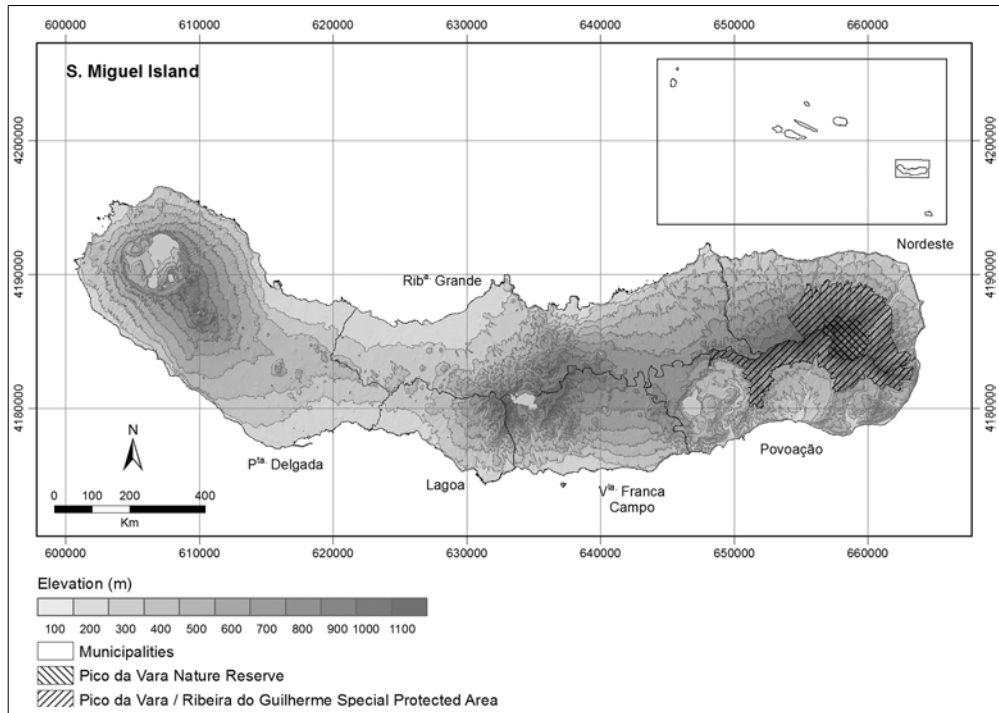 600000 610000 620000 630000 640000 650000 660000
S. Miguel Island
4200000 4200000
Nordeste
4190000 4190000
Ribª. Grande
4180000 4180000
N
Povoação
Pta. Delgada
Lagoa
Vla. Franca
Campo
0 100 200 400
Km
600000 610000 620000 630000 640000 650000 660000
Elevation (m)
100 200 300 400 500 600 700 800 900 1000 1100
Municipalities
Pico da Vara Nature Reserve
Pico da Vara / Ribeira do Guilherme Special Protected Area